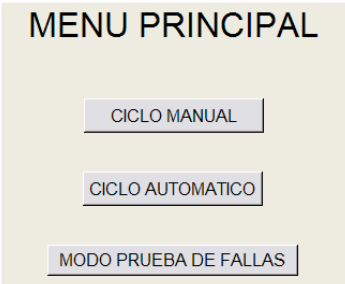 MENU PRINCIPAL
CICLO MANUAL
CICLO AUTOMATICO
MODO PRUEBA DE FALLAS